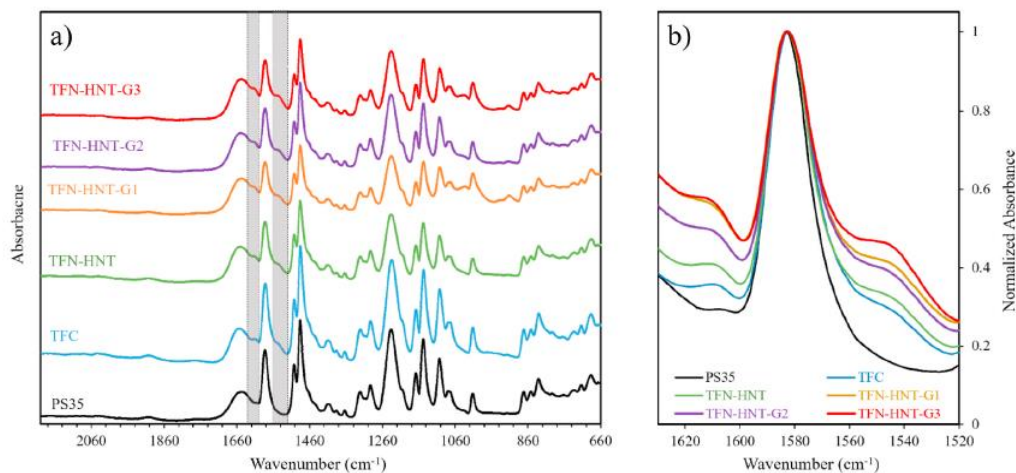 a)
TFN-HNT-G3
TFN-HNT-G2
TFN-HNT-G1
TFN-HNT
TFC
PS35
Absorbacne
2060 1860 1660 1460 1260 1060 860 660
Wavenumber (cm⁻¹)
b)
1
0.8
0.6
0.4
0.2
0
Normalized Absorbance
PS35 TFC
TFN-HNT TFN-HNT-G1
TFN-HNT-G2 TFN-HNT-G3
1620 1600 1580 1560 1540 1520
Wavenumber (cm⁻¹)